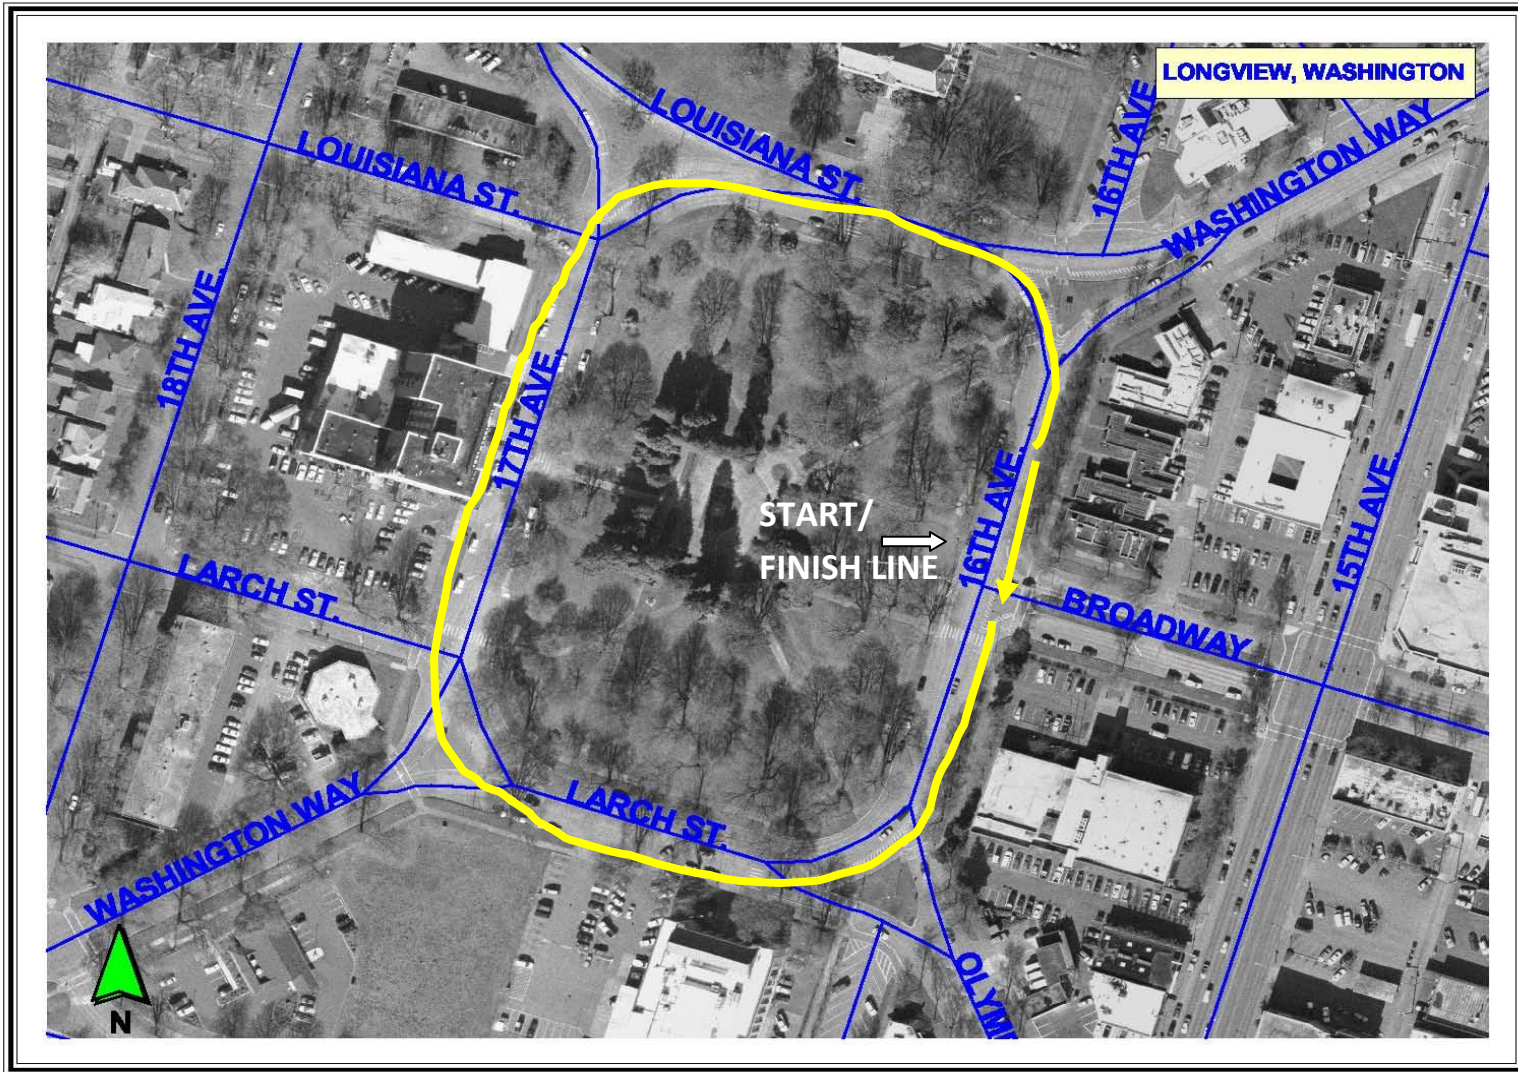 LONGVIEW, WASHINGTON
LOUISIANA ST.
16TH AVE
WASHINGTON WAY
LOUISIANA ST.
18TH AVE.
17TH AVE.
START/
FINISH LINE
16TH AVE.
15TH AVE.
LARCH ST.
BROADWAY
LARCH ST.
WASHINGTON WAY
OLYM
N